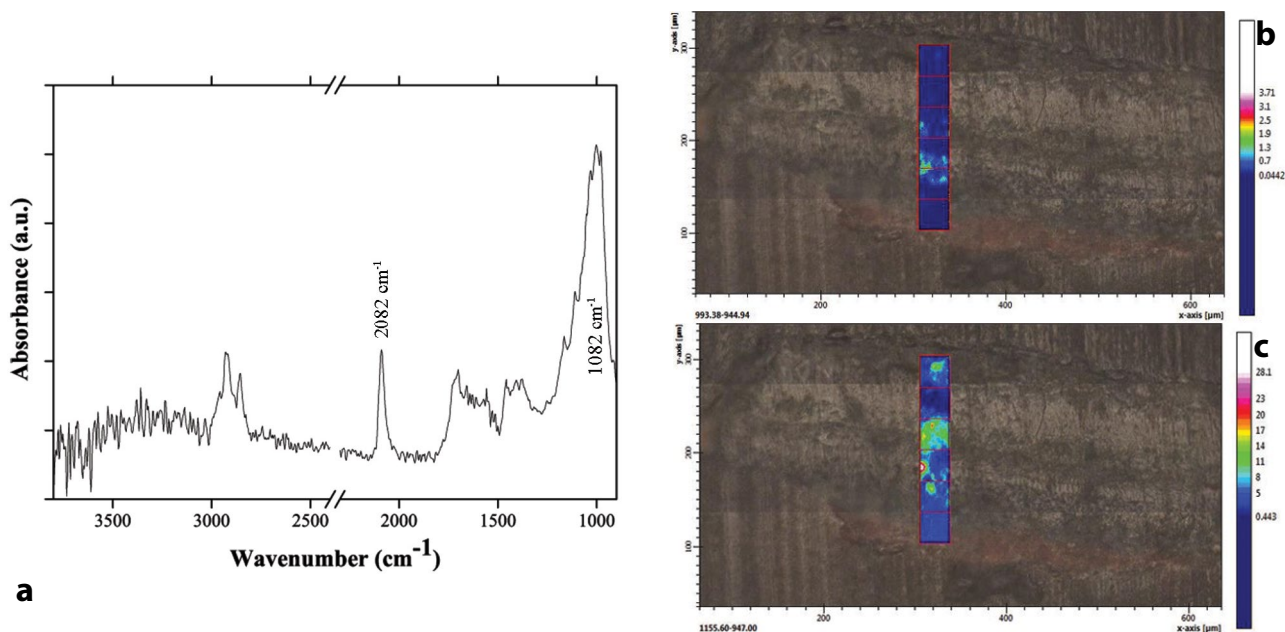 Absorbance (a.u.)
2082 cm-1
1082 cm-1
3500 3000 2500 2000 1500 1000
Wavenumber (cm-1)
a
b
y-axis [µm]
300
200
100
200 400 600
993.38-944.94
x-axis [µm]
3.71
3.1
2.5
1.9
1.3
0.7
0.0442
c
y-axis [µm]
300
200
100
200 400 600
1155.60-947.00
x-axis [µm]
28.1
23
20
17
14
11
8
5
0.443